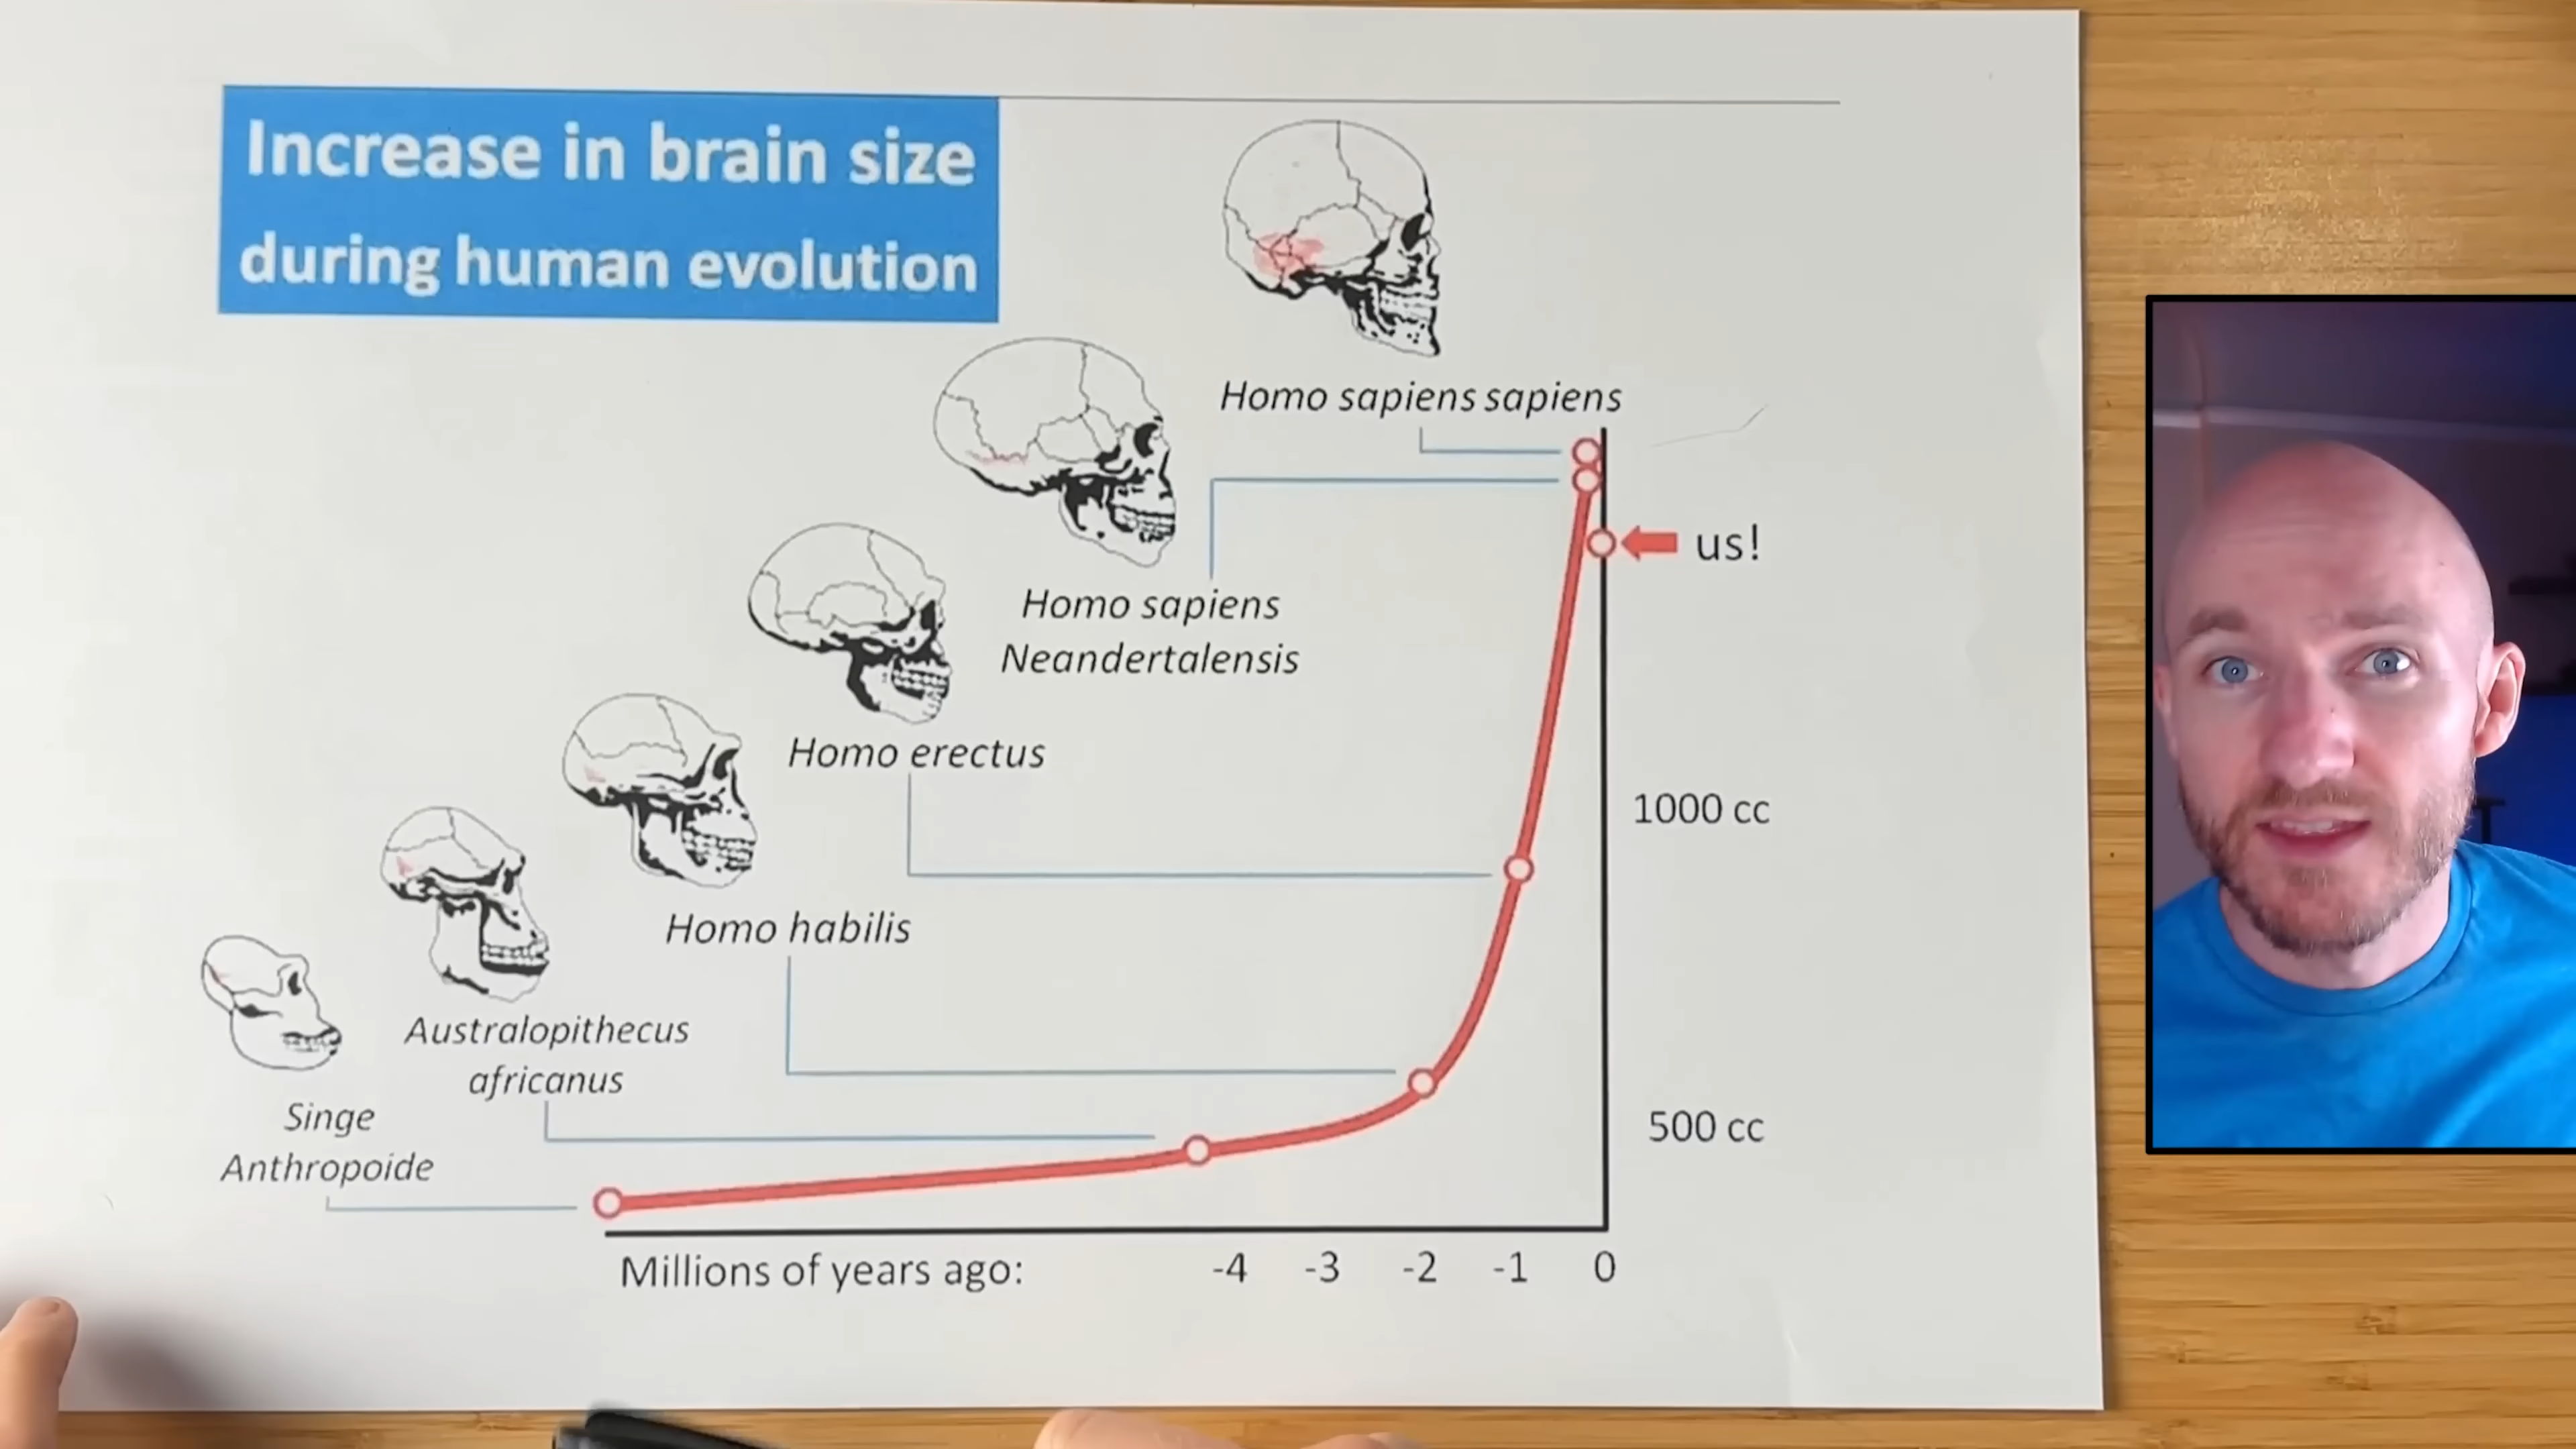 Increase in brain size
during human evolution
Homo sapiens sapiens
us!
Homo sapiens
Neandertalensis
Homo erectus
1000 cc
Homo habilis
Australopithecus
africanus
500 cc
Singe
Anthropoide
Millions of years ago: -4 -3 -2 -1 0